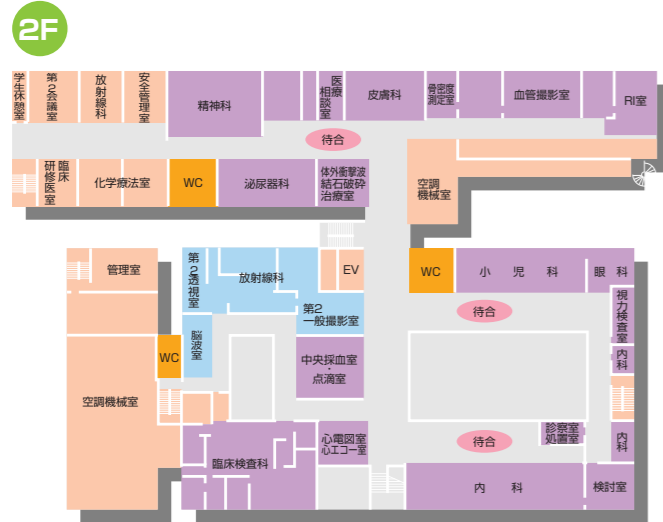 2F
学生休憩室
第2会議室
放射線科
安全管理室
精神科
医療相談室
皮膚科
骨密度
測定室
血管撮影室
RI室
待合
臨床
研修医室
化学療法室
WC
泌尿器科
体外衝撃波
結石破砕
治療室
空調
機械室
管理室
第2透視室
放射線科
EV
WC
小児科
眼科
第2
一般撮影室
待合
視力検査室
脳波室
WC
中央採血室
・
点滴室
内科
空調機械室
心電図室
心エコー室
待合
診察室
処置室
内科
臨床検査科
内科
検討室